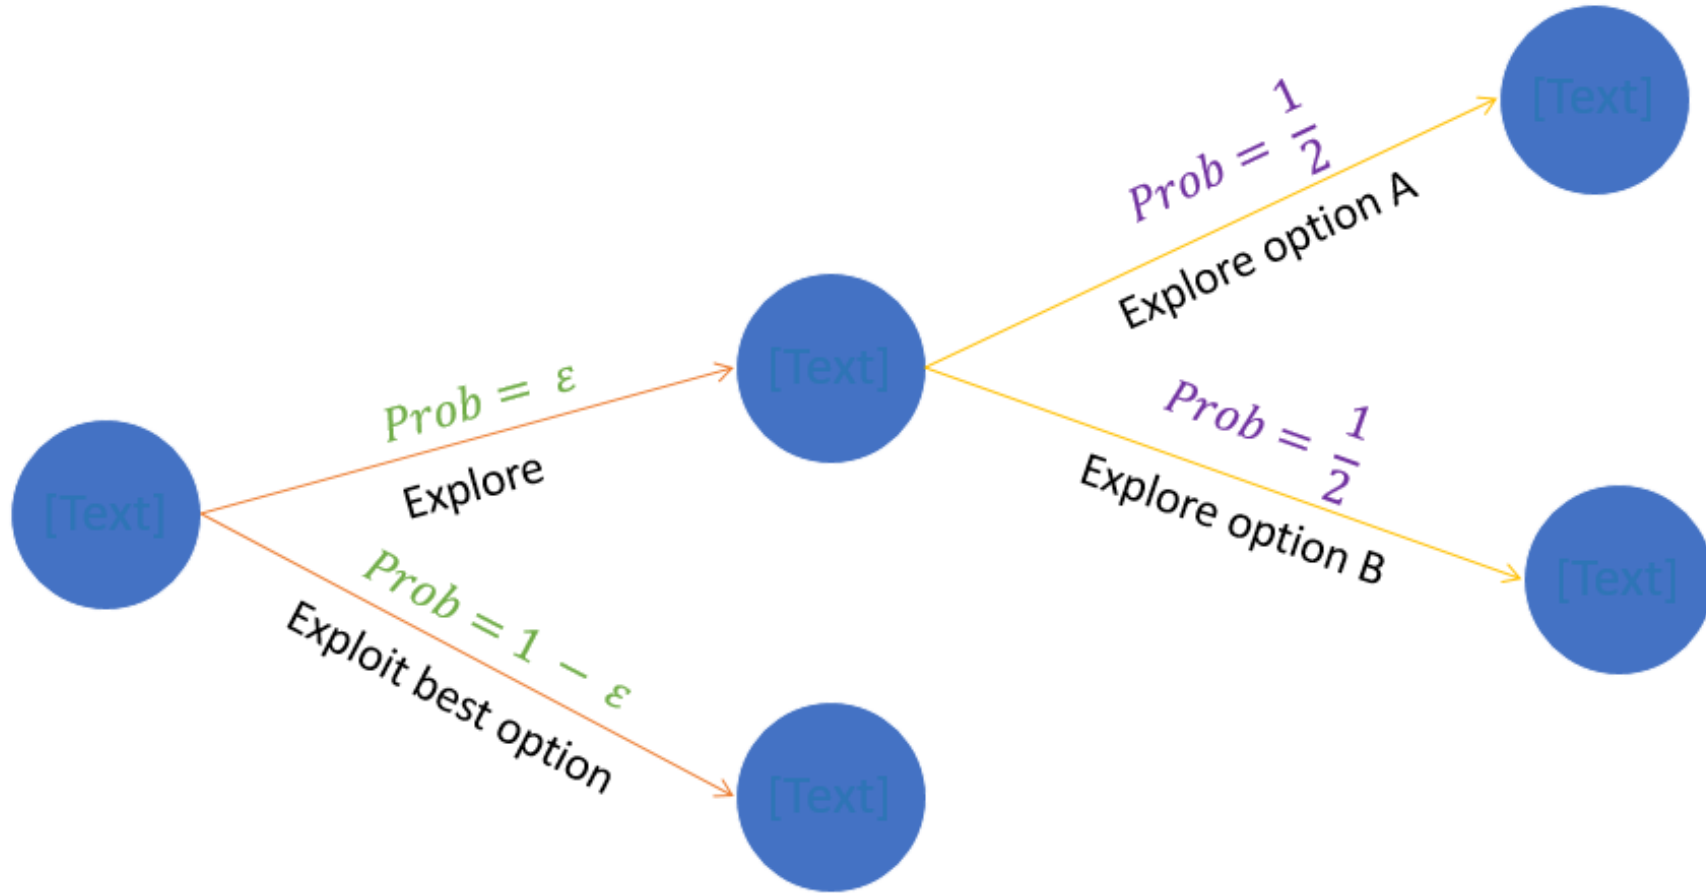 [Text]
Prob = 1/2
Explore option A
[Text]
Prob = ε
Explore
Prob = 1/2
Explore option B
[Text]
Prob = 1 − ε
Exploit best option
[Text]
[Text]